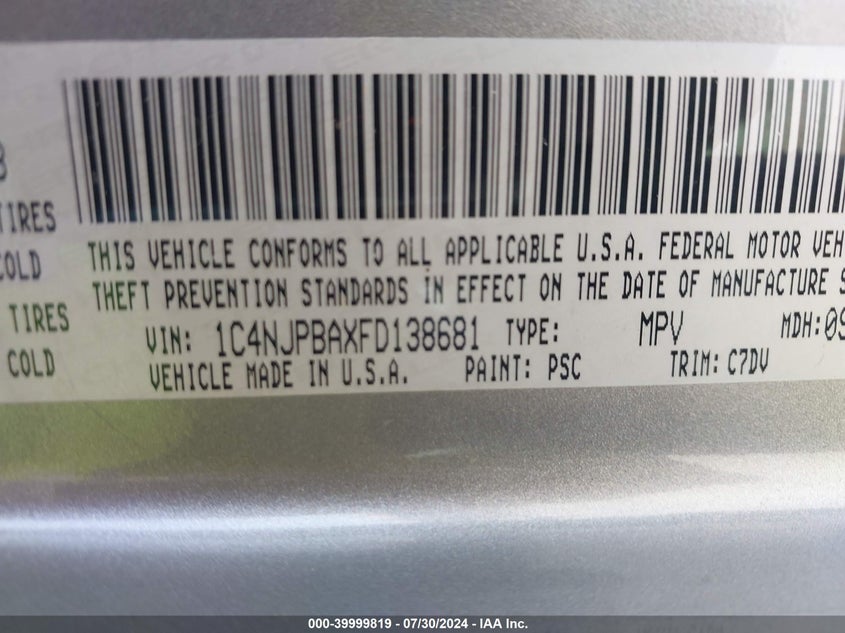 TIRES
COLD
TIRES
COLD
THIS VEHICLE CONFORMS TO ALL APPLICABLE U.S.A. FEDERAL MOTOR VEH
THEFT PREVENTION STANDARDS IN EFFECT ON THE DATE OF MANUFACTURE S
VIN: 1C4NJPBAXFD138681 TYPE: MPV MDH:09
VEHICLE MADE IN U.S.A. PAINT: PSC TRIM: C7DV
000-39999819 - 07/30/2024 - IAA Inc.